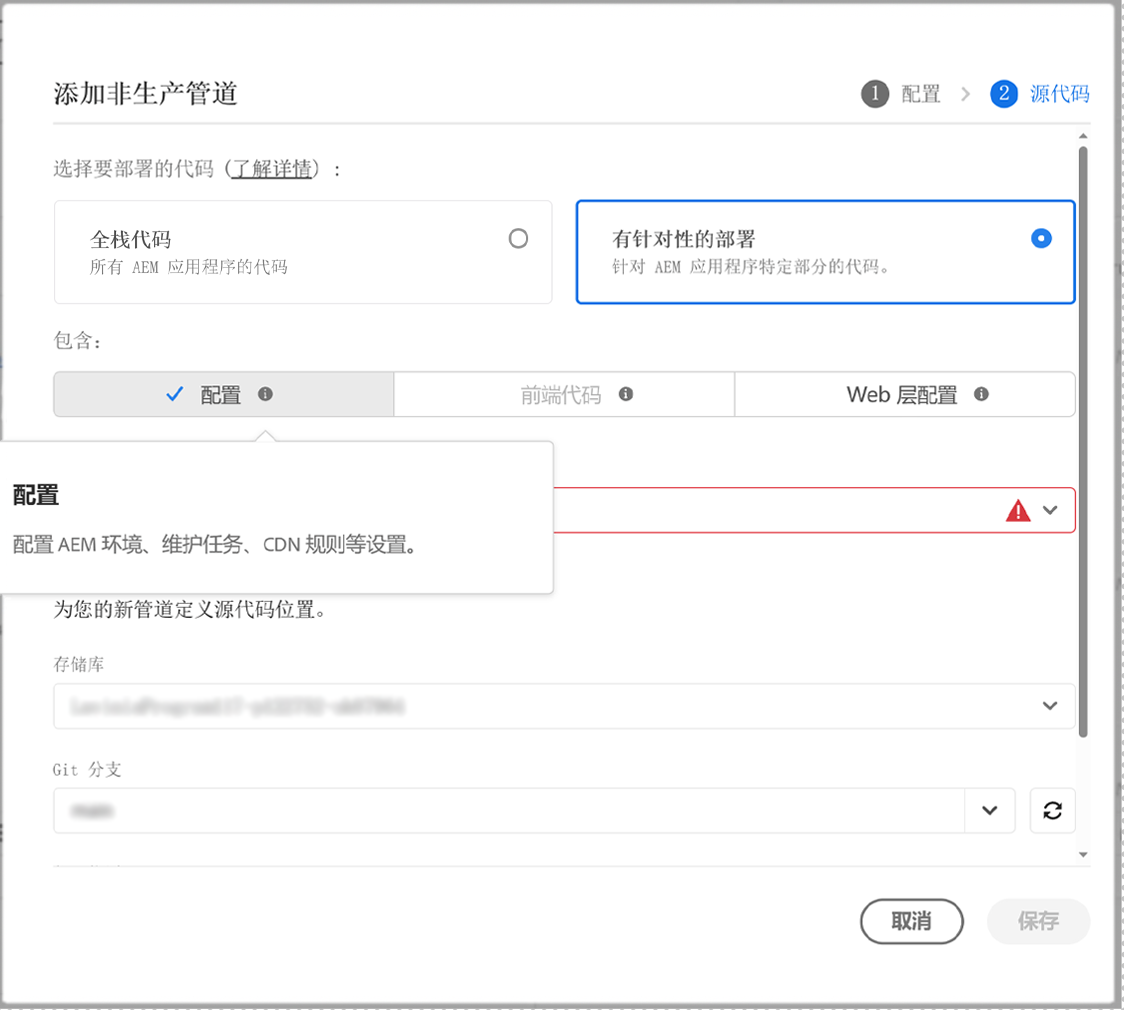 添加非生产管道
1 配置 > 2 源代码
选择要部署的代码（了解详情）：
全栈代码
所有 AEM 应用程序的代码
有针对性的部署
针对 AEM 应用程序特定部分的代码。
包含：
配置
前端代码
Web 层配置
配置
配置 AEM 环境、维护任务、CDN 规则等设置。
为您的新管道定义源代码位置。
存储库
Git 分支
取消
保存